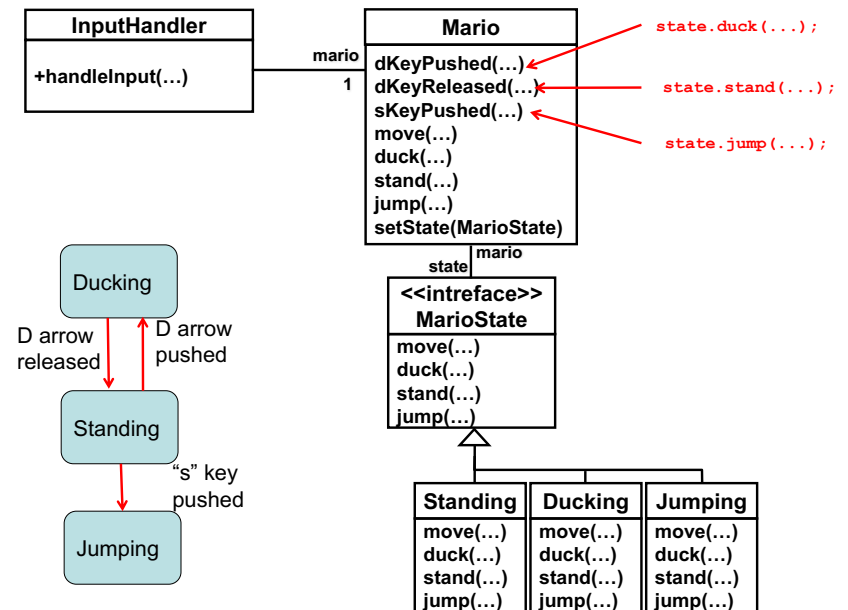 InputHandler
+handleInput(…)
mario
1
Mario
dKeyPushed(…)
dKeyReleased(…)
sKeyPushed(…)
move(…)
duck(…)
stand(…)
jump(…)
setState(MarioState)
state.duck(...);
state.stand(...);
state.jump(...);
mario
state
<<intreface>>
MarioState
move(…)
duck(…)
stand(…)
jump(…)
Standing
move(…)
duck(…)
stand(…)
jump(…)
Ducking
move(…)
duck(…)
stand(…)
jump(…)
Jumping
move(…)
duck(…)
stand(…)
jump(…)
Ducking
D arrow
released
D arrow
pushed
Standing
“s” key
pushed
Jumping